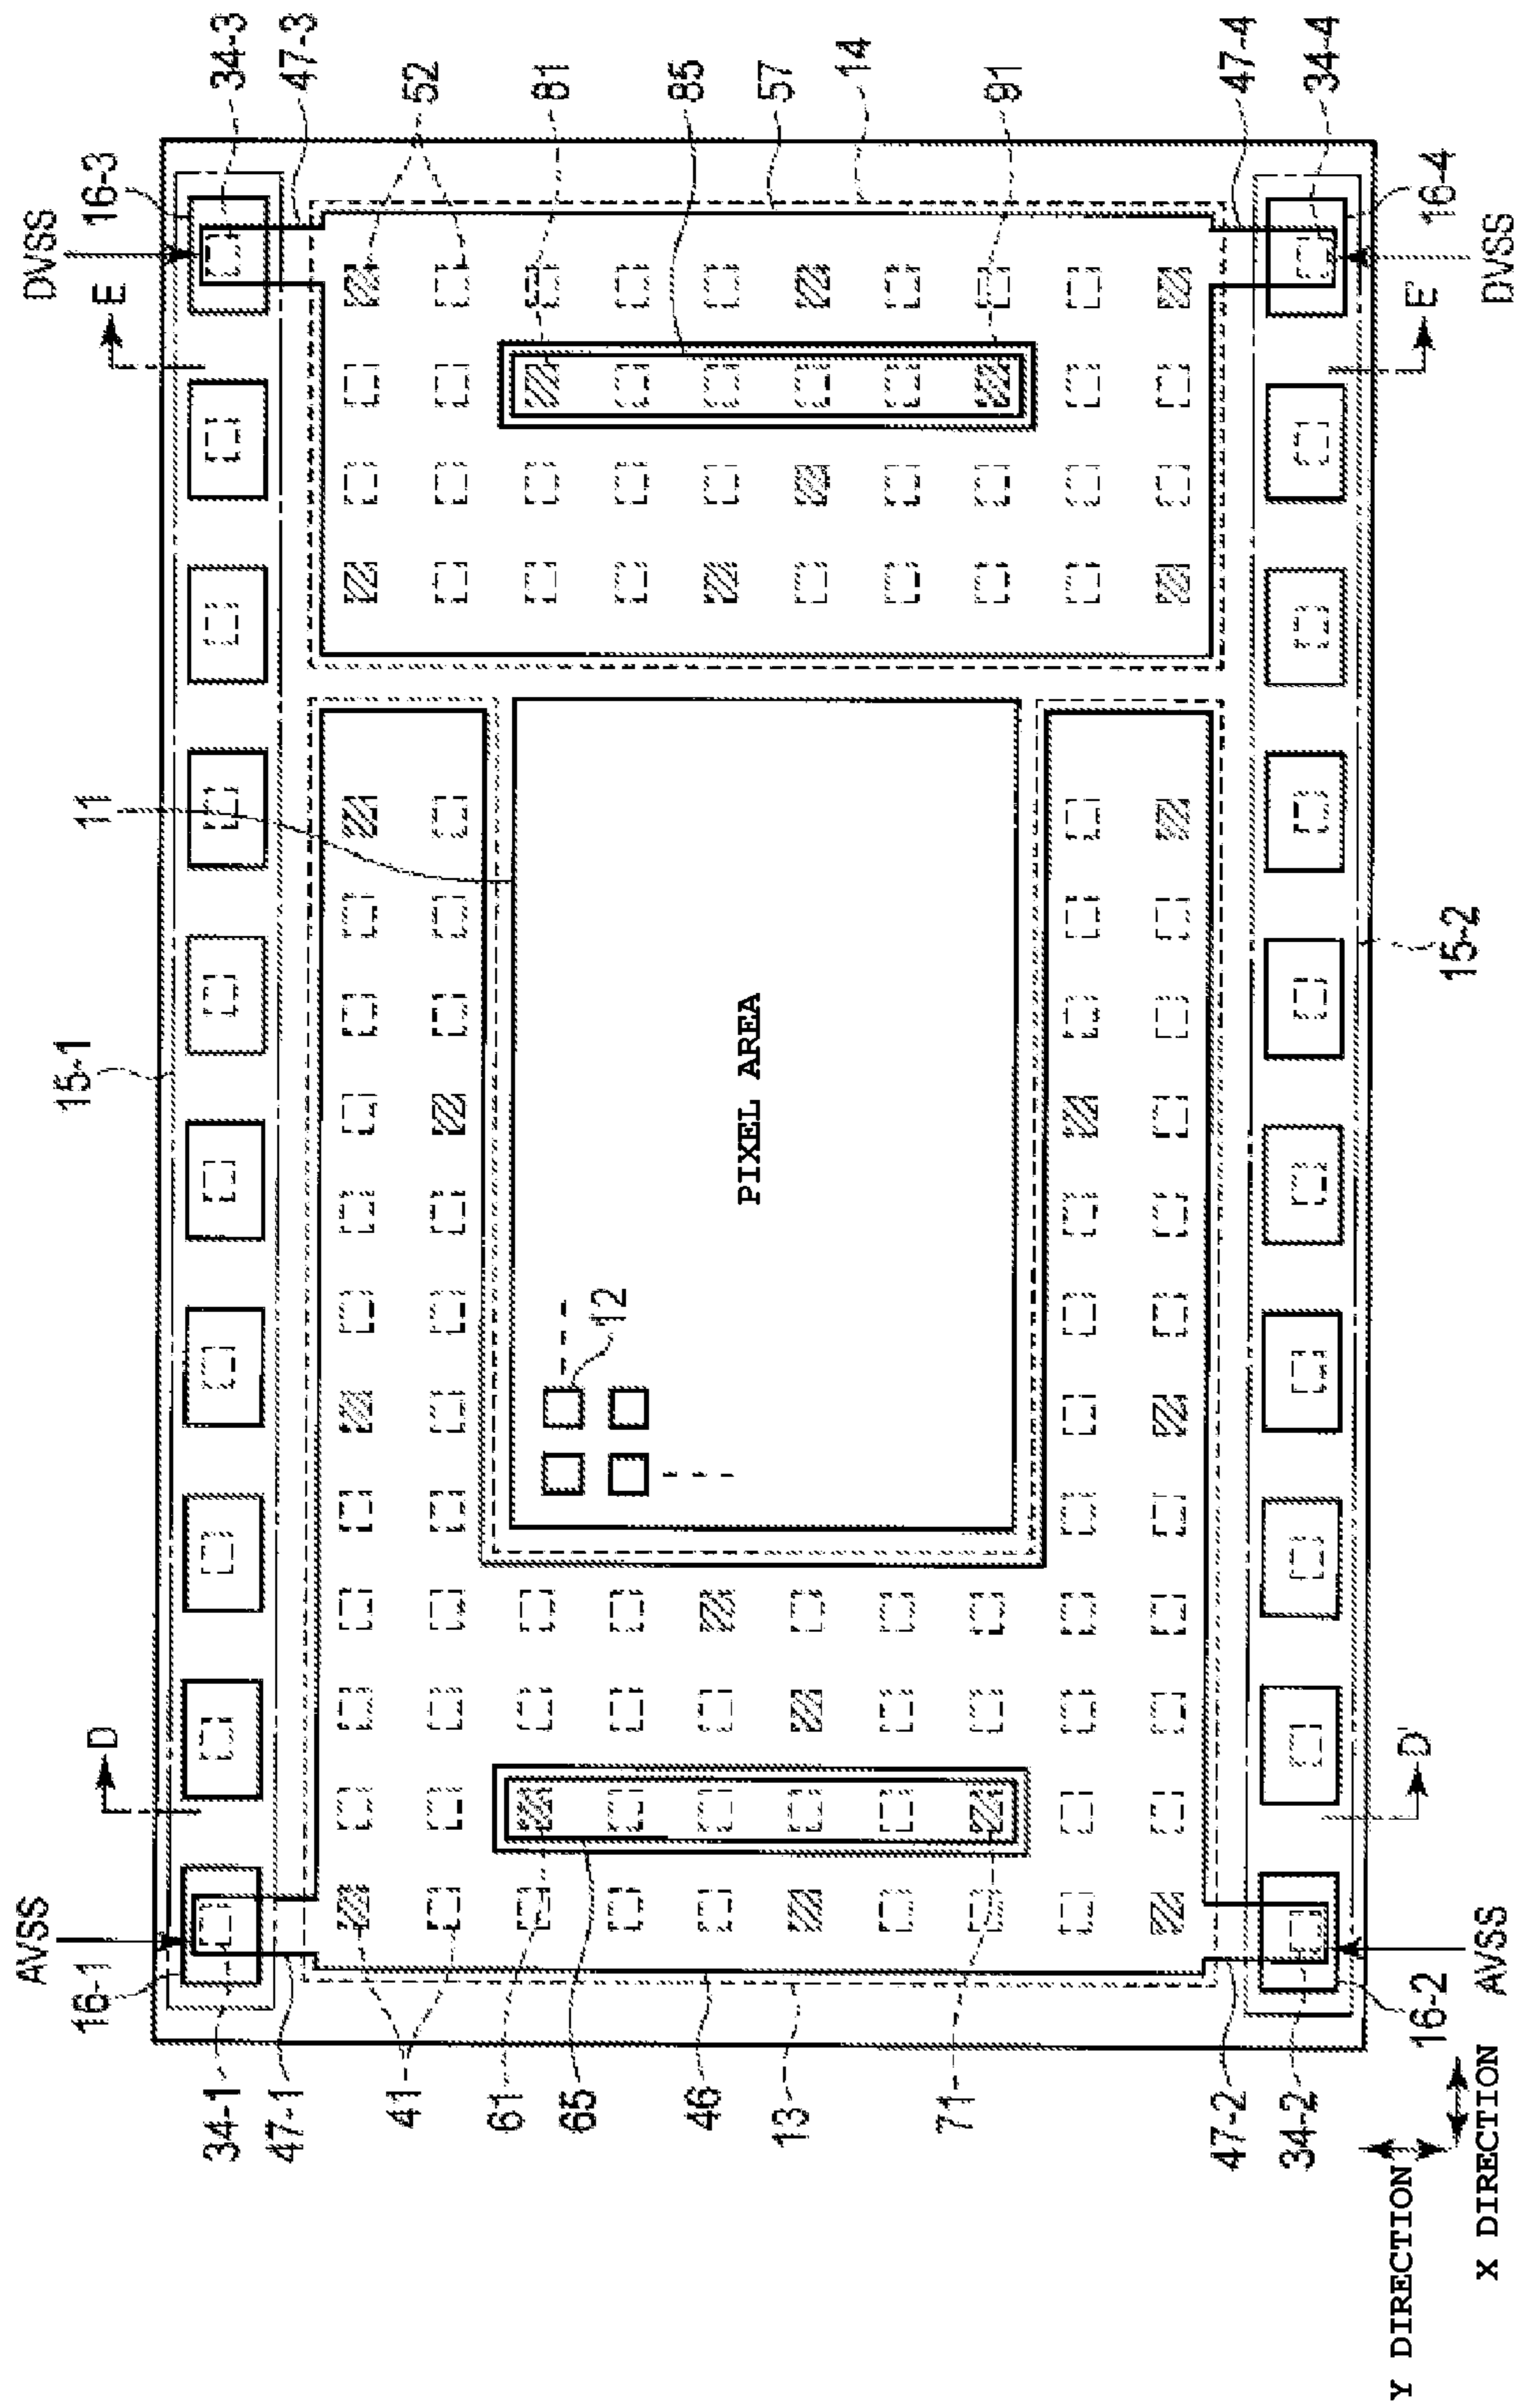 AVSS
D
16-1
34-1
47-1
41
61
65
46
13
71
47-2
34-2
16-2
AVSS
D'
15-1
11
12
PIXEL AREA
15-2
DVSS
E
16-3
34-3
47-3
52
81
85
57
14
91
47-4
34-4
16-4
E'
DVSS
Y DIRECTION
X DIRECTION